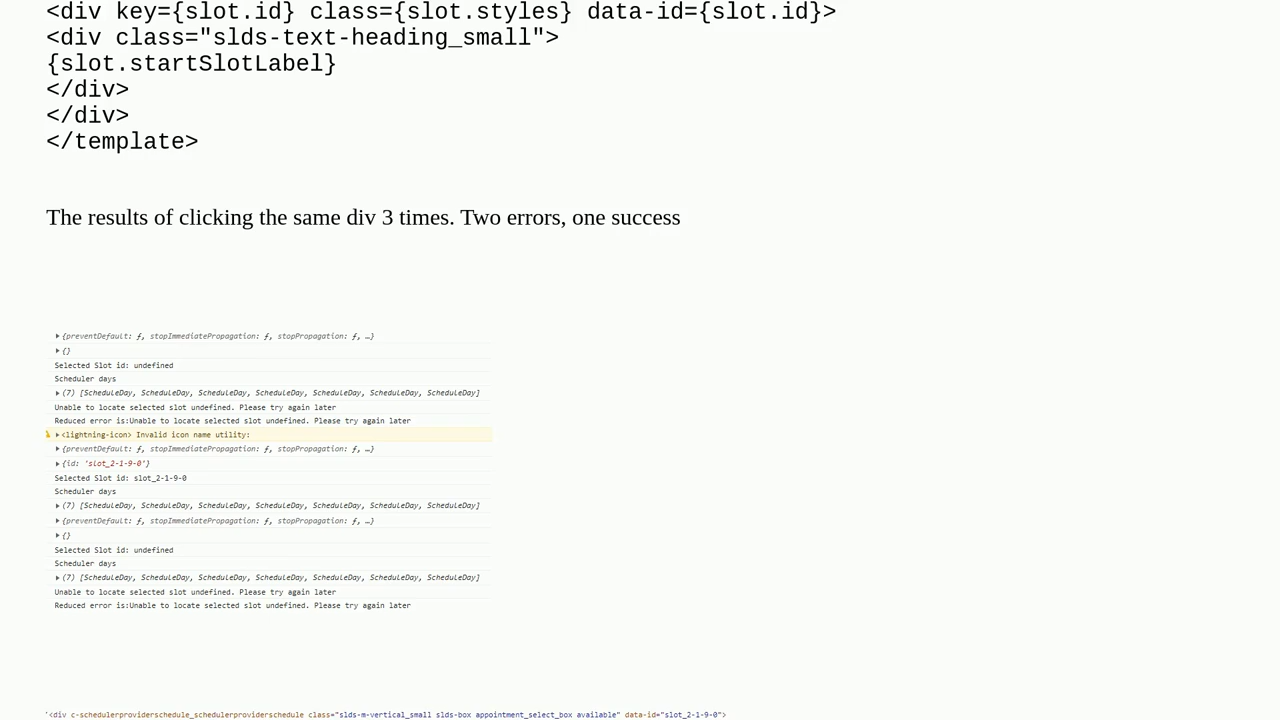 <div key={slot.id} class={slot.styles} data-id={slot.id}>
<div class="slds-text-heading_small">
{slot.startSlotLabel}
</div>
</div>
</template>
The results of clicking the same div 3 times. Two errors, one success
{preventDefault: ƒ, stopImmediatePropagation: ƒ, stopPropagation: ƒ, …}
{}
Selected Slot id: undefined
Scheduler days
(7) [ScheduleDay, ScheduleDay, ScheduleDay, ScheduleDay, ScheduleDay, ScheduleDay, ScheduleDay]
Unable to locate selected slot undefined. Please try again later
Reduced error is:Unable to locate selected slot undefined. Please try again later
<lightning-icon> Invalid icon name utility:
{preventDefault: ƒ, stopImmediatePropagation: ƒ, stopPropagation: ƒ, …}
{id: 'slot_2-1-9-0'}
Selected Slot id: slot_2-1-9-0
Scheduler days
(7) [ScheduleDay, ScheduleDay, ScheduleDay, ScheduleDay, ScheduleDay, ScheduleDay, ScheduleDay]
{preventDefault: ƒ, stopImmediatePropagation: ƒ, stopPropagation: ƒ, …}
{}
Selected Slot id: undefined
Scheduler days
(7) [ScheduleDay, ScheduleDay, ScheduleDay, ScheduleDay, ScheduleDay, ScheduleDay, ScheduleDay]
Unable to locate selected slot undefined. Please try again later
Reduced error is:Unable to locate selected slot undefined. Please try again later
'<div c-schedulerproviderschedule_schedulerproviderschedule class="slds-m-vertical_small slds-box appointment_select_box available" data-id="slot_2-1-9-0">